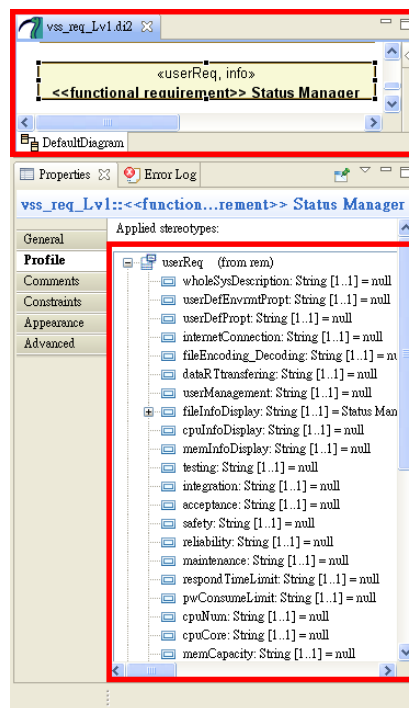 vss_req_Lv1.di2
«userReq, info»
<<functional requirement>> Status Manager
DefaultDiagram
Properties
Error Log
vss_req_Lv1::<<function...rement>> Status Manager
General
Profile
Comments
Constraints
Appearance
Advanced
Applied stereotypes:
userReq (from rem)
wholeSysDescription: String [1..1] = null
userDefEnvrmtPropt: String [1..1] = null
userDefPropt: String [1..1] = null
internetConnection: String [1..1] = null
fileEncoding_Decoding: String [1..1] = nu
dataRTtransfering: String [1..1] = null
userManagement: String [1..1] = null
fileInfoDisplay: String [1..1] = Status Man
cpuInfoDisplay: String [1..1] = null
memInfoDisplay: String [1..1] = null
testing: String [1..1] = null
integration: String [1..1] = null
acceptance: String [1..1] = null
safety: String [1..1] = null
reliability: String [1..1] = null
maintenance: String [1..1] = null
respondTimeLimit: String [1..1] = null
pwConsumeLimit: String [1..1] = null
cpuNum: String [1..1] = null
cpuCore: String [1..1] = null
memCapacity: String [1..1] = null